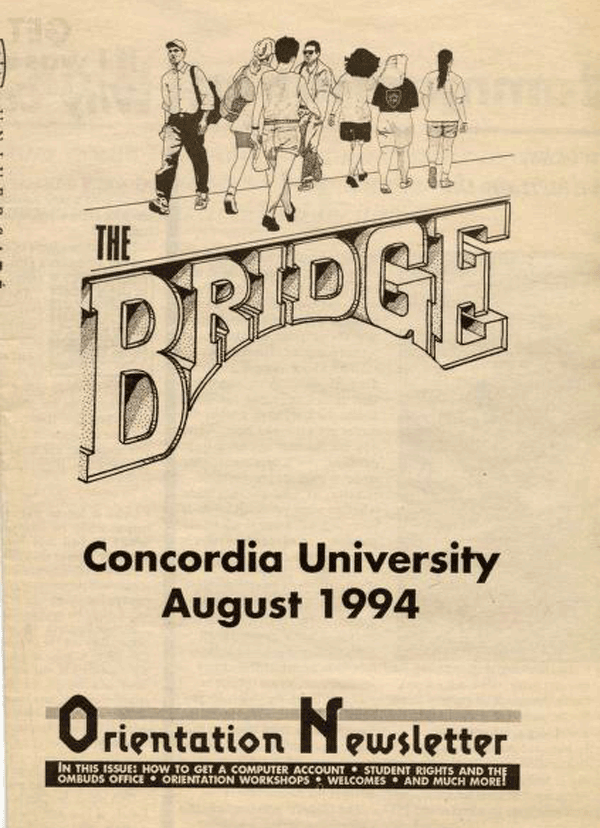 THE
BRIDGE
Concordia University
August 1994
Orientation Newsletter
IN THIS ISSUE: HOW TO GET A COMPUTER ACCOUNT • STUDENT RIGHTS AND THE
OMBUDS OFFICE • ORIENTATION WORKSHOPS • WELCOMES • AND MUCH MORE!